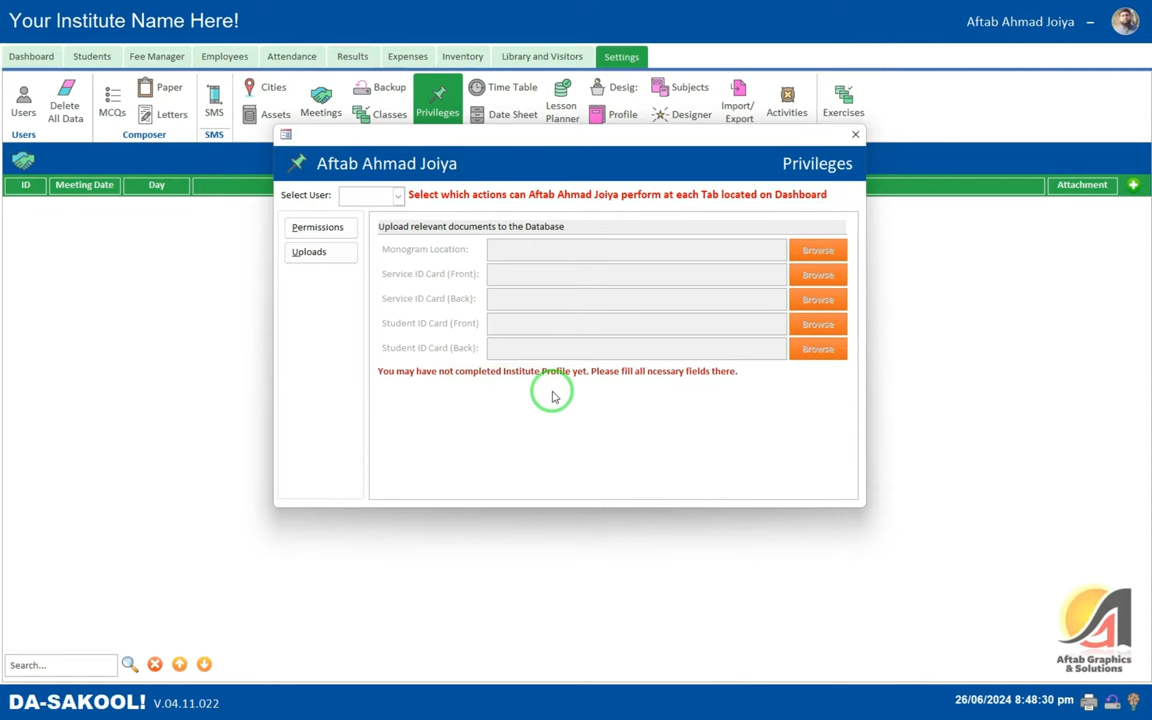 Your Institute Name Here!
Aftab Ahmad Joiya –
Dashboard Students Fee Manager Employees Attendance Results Expenses Inventory Library and Visitors Settings
Users
Delete All Data
Users
MCQs
Paper
Letters
Composer
SMS
SMS
Cities
Assets
Meetings
Backup
Classes
Privileges
Time Table
Date Sheet
Lesson Planner
Desig:
Profile
Subjects
Designer
Import/ Export
Activities
Exercises
Aftab Ahmad Joiya
Privileges
ID Meeting Date Day Attachment
Select User:
Select which actions can Aftab Ahmad Joiya perform at each Tab located on Dashboard
Permissions
Uploads
Upload relevant documents to the Database
Monogram Location: Browse
Service ID Card (Front): Browse
Service ID Card (Back): Browse
Student ID Card (Front) Browse
Student ID Card (Back): Browse
You may have not completed Institute Profile yet. Please fill all ncessary fields there.
Aftab Graphics
& Solutions
Search...
DA-SAKOOL! V.04.11.022
26/06/2024 8:48:30 pm